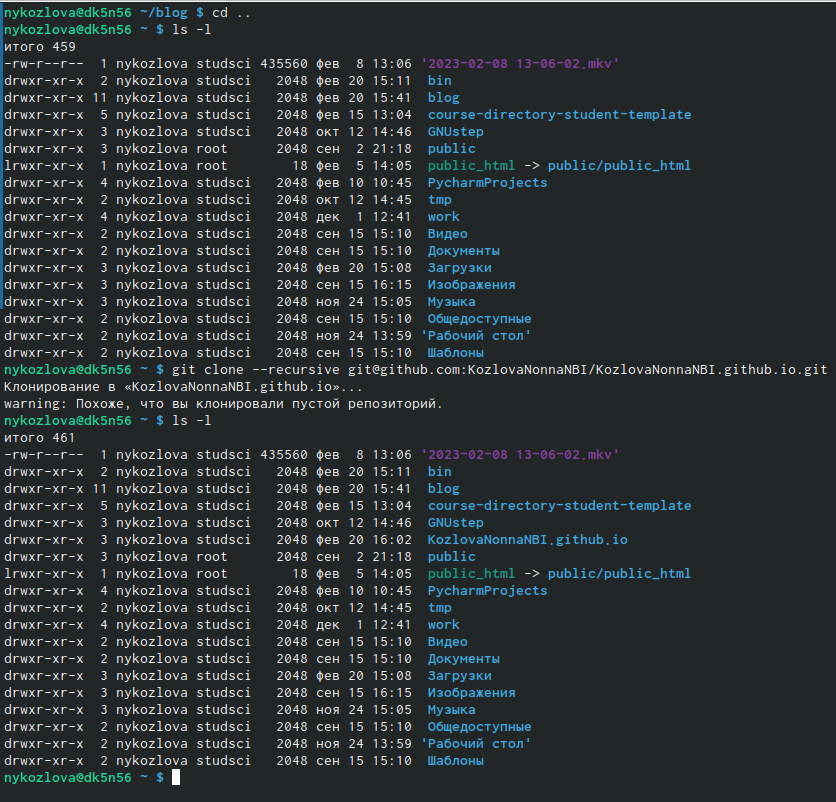 nykozlova@dk5n56 ~/blog $ cd ..
nykozlova@dk5n56 ~ $ ls -l
итого 459
-rw-r--r-- 1 nykozlova studsci 435560 фев 8 13:06 '2023-02-08 13-06-02.mkv'
drwxr-xr-x 2 nykozlova studsci 2048 фев 20 15:11 bin
drwxr-xr-x 11 nykozlova studsci 2048 фев 20 15:41 blog
drwxr-xr-x 5 nykozlova studsci 2048 фев 15 13:04 course-directory-student-template
drwxr-xr-x 3 nykozlova studsci 2048 окт 12 14:46 GNUstep
drwxr-xr-x 3 nykozlova root 2048 сен 2 21:18 public
lrwxr-xr-x 1 nykozlova root 18 фев 5 14:05 public_html -> public/public_html
drwxr-xr-x 4 nykozlova studsci 2048 фев 10 10:45 PycharmProjects
drwxr-xr-x 2 nykozlova studsci 2048 окт 12 14:45 tmp
drwxr-xr-x 4 nykozlova studsci 2048 дек 1 12:41 work
drwxr-xr-x 2 nykozlova studsci 2048 сен 15 15:10 Видео
drwxr-xr-x 2 nykozlova studsci 2048 сен 15 15:10 Документы
drwxr-xr-x 3 nykozlova studsci 2048 фев 20 15:08 Загрузки
drwxr-xr-x 3 nykozlova studsci 2048 сен 15 16:15 Изображения
drwxr-xr-x 3 nykozlova studsci 2048 ноя 24 15:05 Музыка
drwxr-xr-x 2 nykozlova studsci 2048 сен 15 15:10 Общедоступные
drwxr-xr-x 2 nykozlova studsci 2048 ноя 24 13:59 'Рабочий стол'
drwxr-xr-x 2 nykozlova studsci 2048 сен 15 15:10 Шаблоны
nykozlova@dk5n56 ~ $ git clone --recursive git@github.com:KozlovaNonnaNBI/KozlovaNonnaNBI.github.io.git
Клонирование в «KozlovaNonnaNBI.github.io»...
warning: Похоже, что вы клонировали пустой репозиторий.
nykozlova@dk5n56 ~ $ ls -l
итого 461
-rw-r--r-- 1 nykozlova studsci 435560 фев 8 13:06 '2023-02-08 13-06-02.mkv'
drwxr-xr-x 2 nykozlova studsci 2048 фев 20 15:11 bin
drwxr-xr-x 11 nykozlova studsci 2048 фев 20 15:41 blog
drwxr-xr-x 5 nykozlova studsci 2048 фев 15 13:04 course-directory-student-template
drwxr-xr-x 3 nykozlova studsci 2048 окт 12 14:46 GNUstep
drwxr-xr-x 3 nykozlova studsci 2048 фев 20 16:02 KozlovaNonnaNBI.github.io
drwxr-xr-x 3 nykozlova root 2048 сен 2 21:18 public
lrwxr-xr-x 1 nykozlova root 18 фев 5 14:05 public_html -> public/public_html
drwxr-xr-x 4 nykozlova studsci 2048 фев 10 10:45 PycharmProjects
drwxr-xr-x 2 nykozlova studsci 2048 окт 12 14:45 tmp
drwxr-xr-x 4 nykozlova studsci 2048 дек 1 12:41 work
drwxr-xr-x 2 nykozlova studsci 2048 сен 15 15:10 Видео
drwxr-xr-x 2 nykozlova studsci 2048 сен 15 15:10 Документы
drwxr-xr-x 3 nykozlova studsci 2048 фев 20 15:08 Загрузки
drwxr-xr-x 3 nykozlova studsci 2048 сен 15 16:15 Изображения
drwxr-xr-x 3 nykozlova studsci 2048 ноя 24 15:05 Музыка
drwxr-xr-x 2 nykozlova studsci 2048 сен 15 15:10 Общедоступные
drwxr-xr-x 2 nykozlova studsci 2048 ноя 24 13:59 'Рабочий стол'
drwxr-xr-x 2 nykozlova studsci 2048 сен 15 15:10 Шаблоны
nykozlova@dk5n56 ~ $